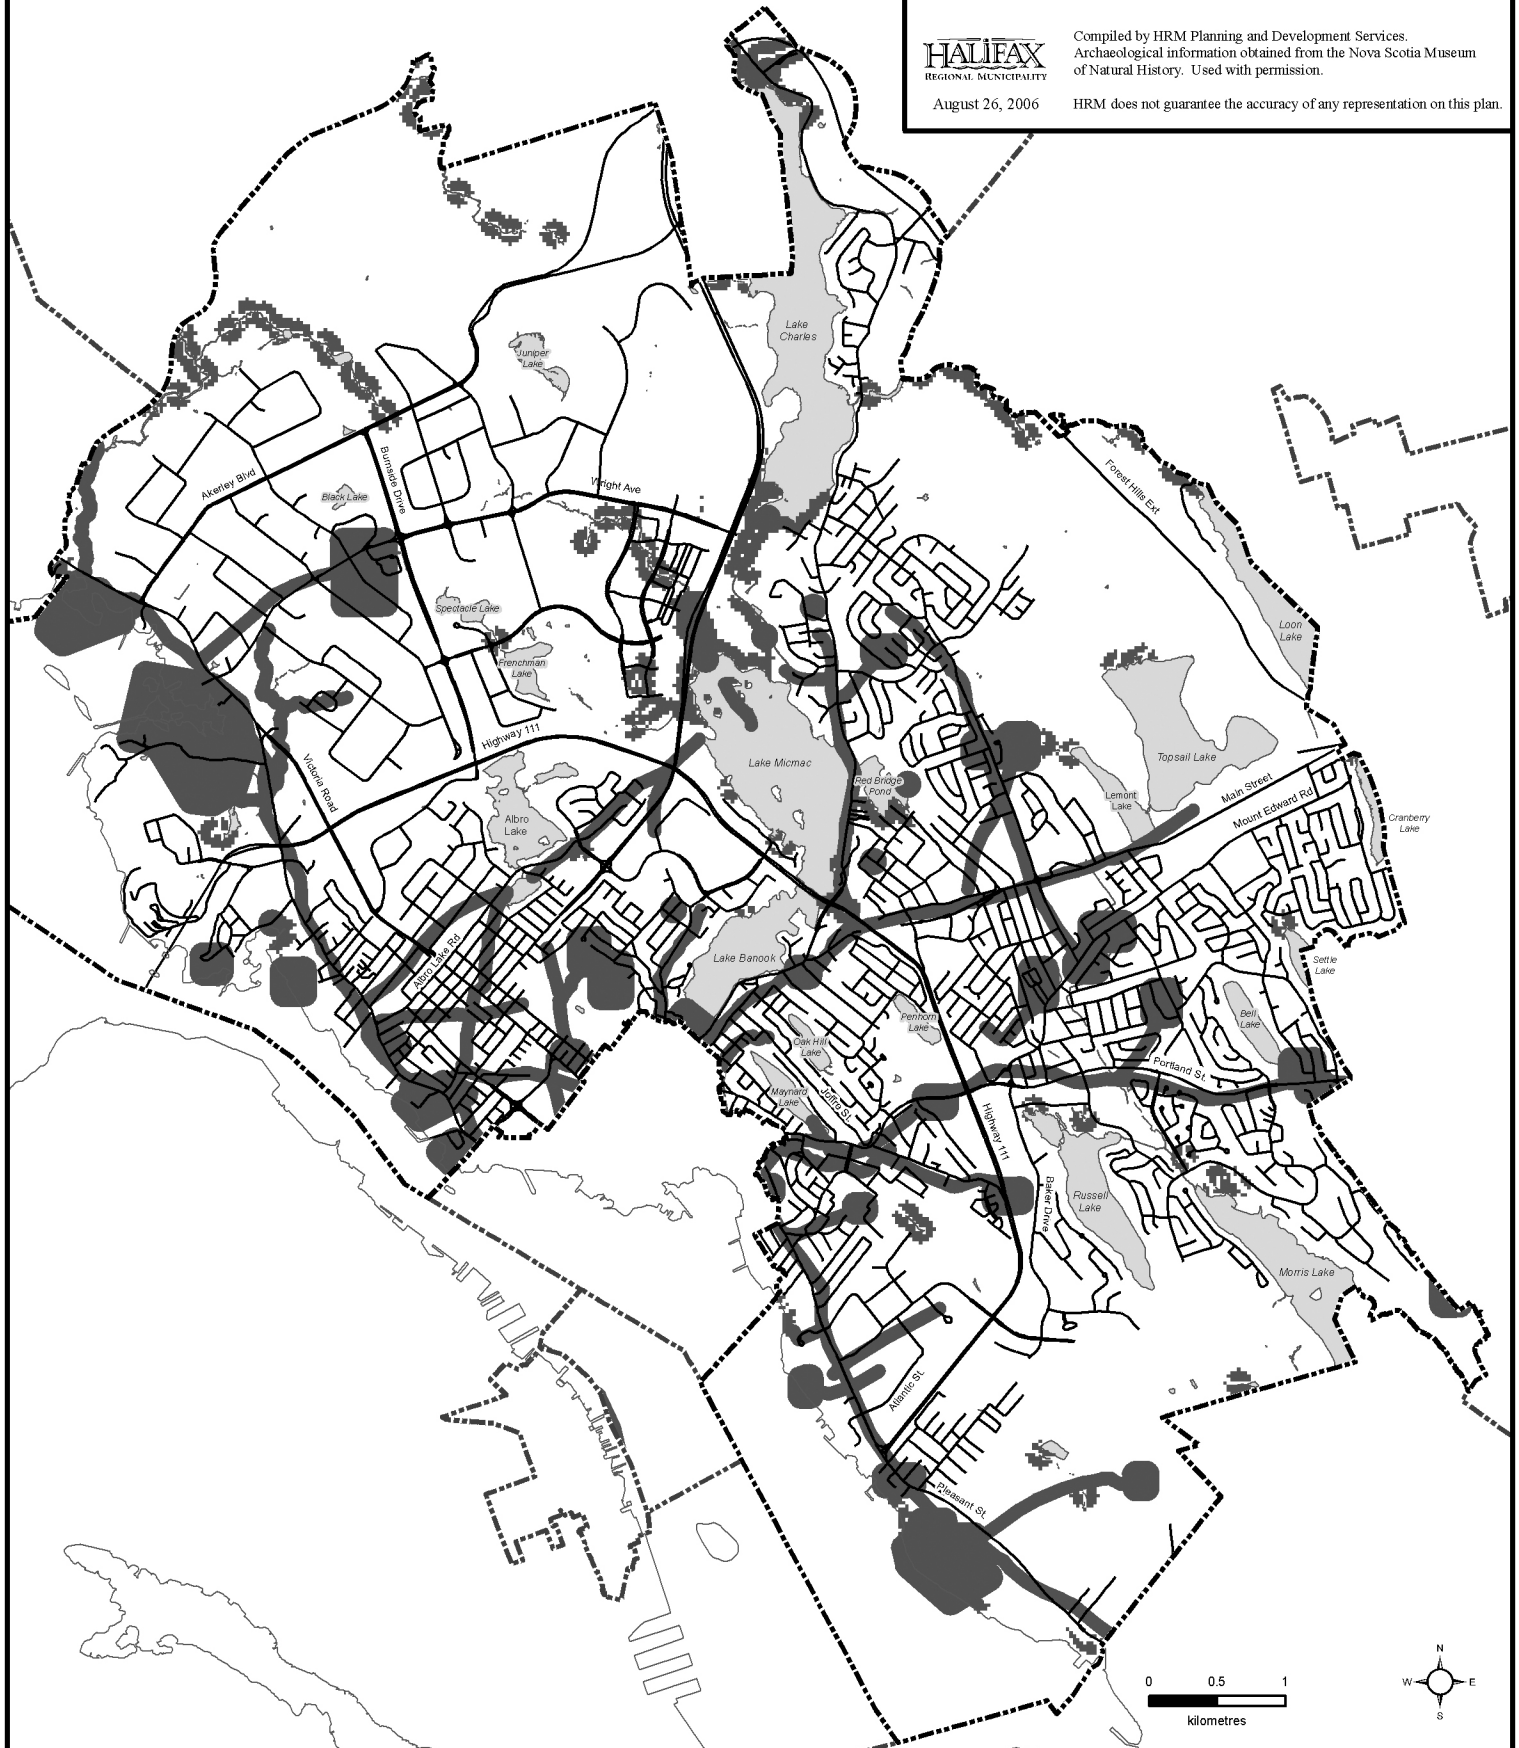 HALIFAX
REGIONAL MUNICIPALITY
August 26, 2006
Compiled by HRM Planning and Development Services.
Archaeological information obtained from the Nova Scotia Museum
of Natural History. Used with permission.
HRM does not guarantee the accuracy of any representation on this plan.
Lake
Charles
Juniper
Lake
Akerley Blvd
Burnside Drive
Black Lake
Wright Ave
Forest Hills Ext
Spectacle Lake
Loon
Lake
Frenchman
Lake
Highway 111
Victoria Road
Lake Micmac
Topsail Lake
Red Bridge
Pond
Lemont
Lake
Main Street
Mount Edward Rd
Cranberry
Lake
Albro
Lake
Albro Lake Rd
Lake Banook
Settle
Lake
Penhorn
Lake
Bell
Lake
Oak Hill
Lake
Maynard
Lake
Joffre St.
Portland St.
Highway 111
Baker Drive
Russell
Lake
Morris Lake
Atlantic St.
Pleasant St.
0 0.5 1
kilometres
N
W E
S